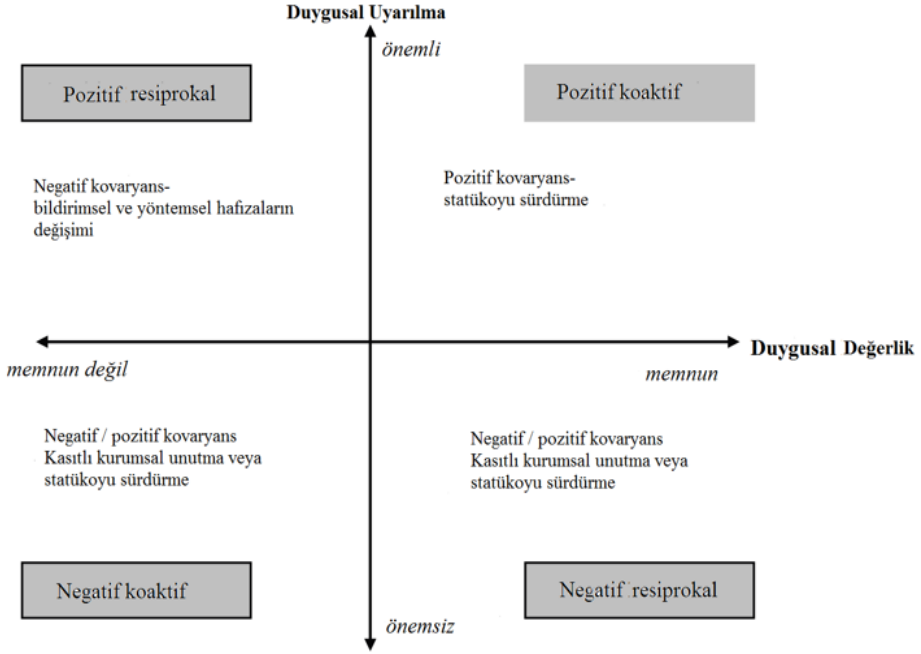 Duygusal Uyarılma
önemli
Pozitif resiprokal
Pozitif koaktif
Negatif kovaryans-
bildirimsel ve yöntemsel hafızaların
değişimi
Pozitif kovaryans-
statükoyu sürdürme
memnun değil
memnun
Duygusal Değerlik
Negatif / pozitif kovaryans
Kasıtlı kurumsal unutma veya
statükoyu sürdürme
Negatif / pozitif kovaryans
Kasıtlı kurumsal unutma veya
statükoyu sürdürme
Negatif koaktif
Negatif resiprokal
önemsiz